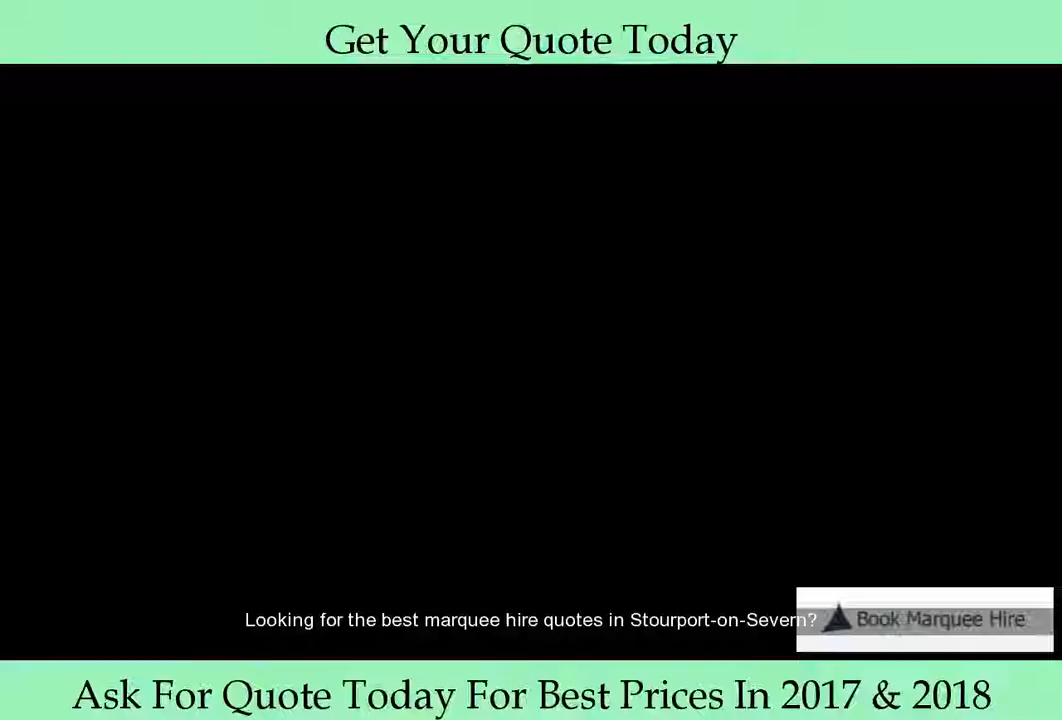 Get Your Quote Today
Looking for the best marquee hire quotes in Stourport-on-Severn?
Book Marquee Hire
Ask For Quote Today For Best Prices In 2017 & 2018